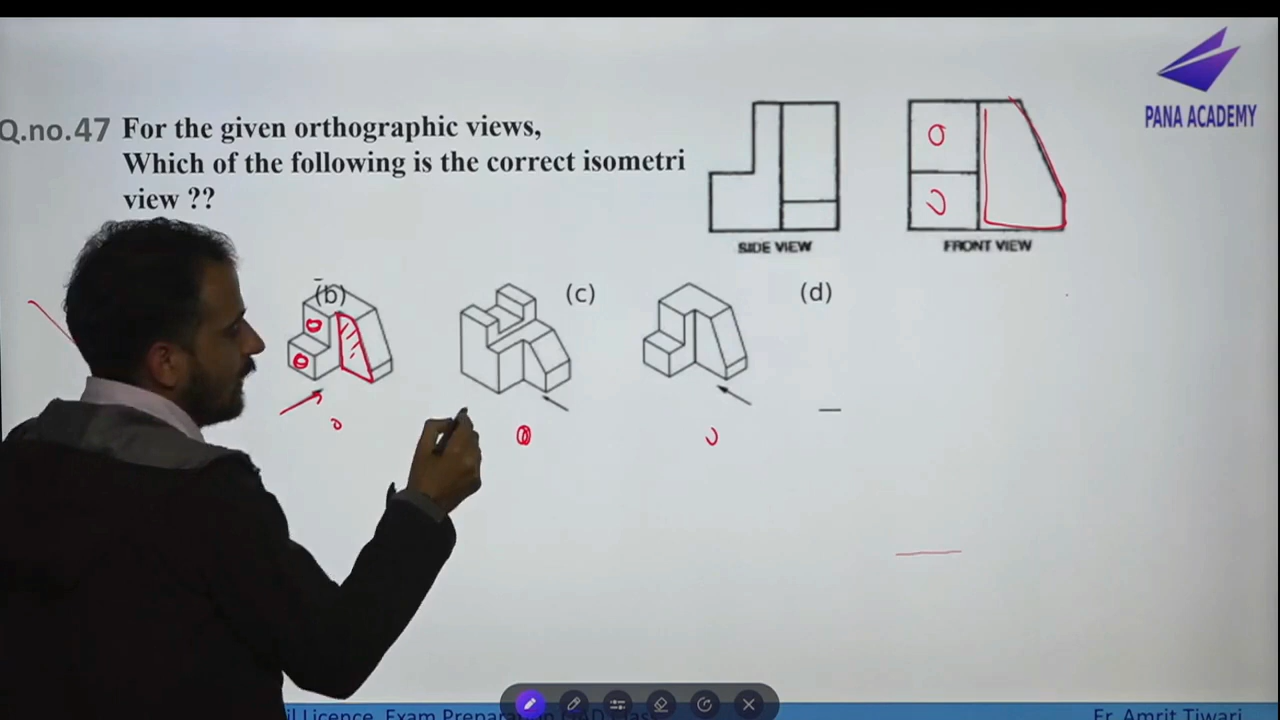 Q.no.47 For the given orthographic views,
Which of the following is the correct isometri
view ??
PANA ACADEMY
SIDE VIEW
FRONT VIEW
(b)
(c)
(d)
Licence, Exam
Er. Amrit Tiwari